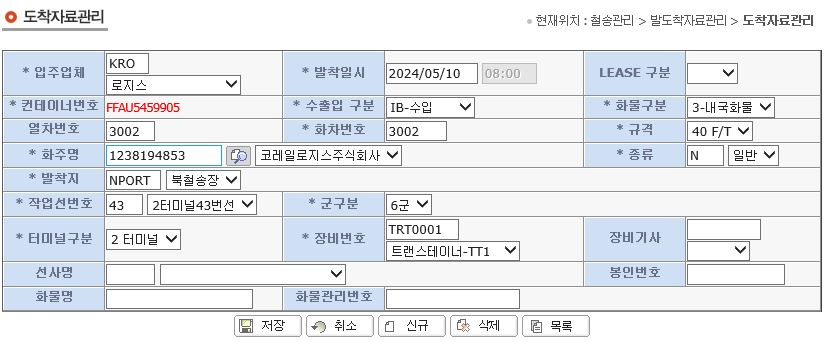 도착자료관리
현재위치 : 철송관리 > 발도착자료관리 > 도착자료관리
* 입주업체 KRO 로지스 * 발착일시 2024/05/10 08:00 LEASE 구분
* 컨테이너번호 FFAU5459905 * 수출입 구분 IB-수입 * 화물구분 3-내국화물
열차번호 3002 * 화차번호 3002 * 규격 40 F/T
* 화주명 1238194853 코레일로지스주식회사 * 종류 N 일반
* 발착지 NPORT 북철송장
* 작업선번호 43 2터미널43번선 * 군구분 6군
* 터미널구분 2 터미널 * 장비번호 TRT0001 트랜스테이너-TT1 장비기사
선사명 봉인번호
화물명 화물관리번호
저장 취소 신규 삭제 목록